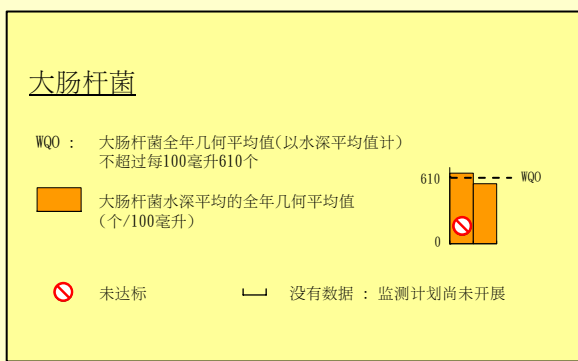 大肠杆菌
WQO : 大肠杆菌全年几何平均值(以水深平均值计)
不超过每100毫升610个
大肠杆菌水深平均的全年几何平均值
(个/100毫升)
610 WQO
0
未达标 没有数据 : 监测计划尚未开展